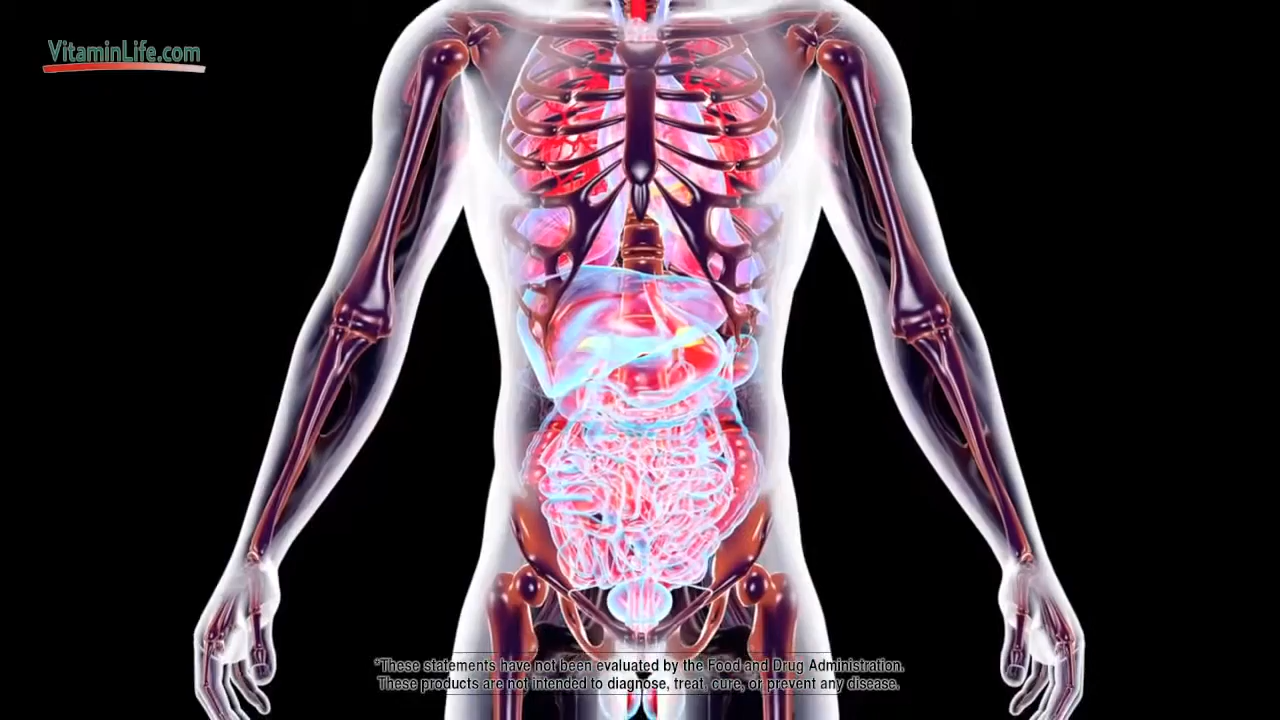 VitaminLife.com
*These statements have not been evaluated by the Food and Drug Administration.
These products are not intended to diagnose, treat, cure, or prevent any disease.